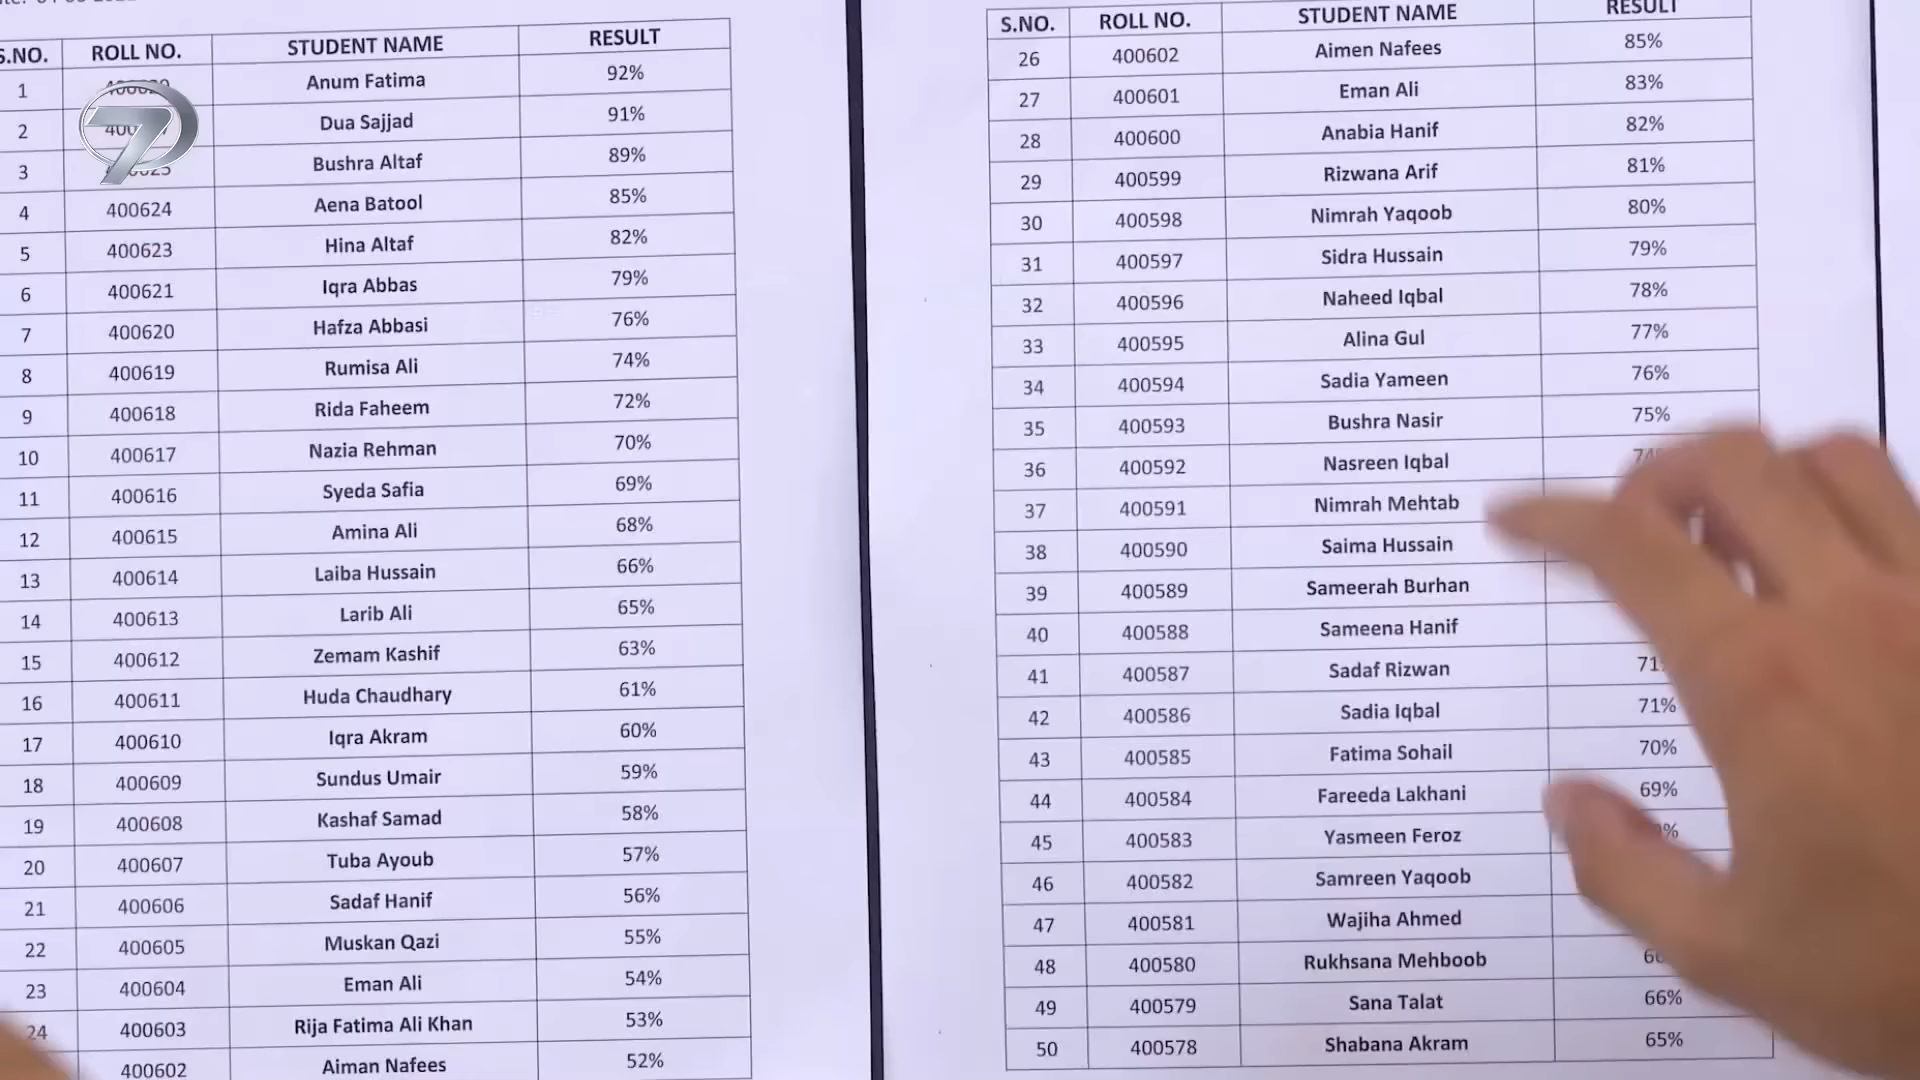 S.NO. ROLL NO. STUDENT NAME RESULT
1 Anum Fatima 92%
2 Dua Sajjad 91%
3 Bushra Altaf 89%
4 400624 Aena Batool 85%
5 400623 Hina Altaf 82%
6 400621 Iqra Abbas 79%
7 400620 Hafza Abbasi 76%
8 400619 Rumisa Ali 74%
9 400618 Rida Faheem 72%
10 400617 Nazia Rehman 70%
11 400616 Syeda Safia 69%
12 400615 Amina Ali 68%
13 400614 Laiba Hussain 66%
14 400613 Larib Ali 65%
15 400612 Zemam Kashif 63%
16 400611 Huda Chaudhary 61%
17 400610 Iqra Akram 60%
18 400609 Sundus Umair 59%
19 400608 Kashaf Samad 58%
20 400607 Tuba Ayoub 57%
21 400606 Sadaf Hanif 56%
22 400605 Muskan Qazi 55%
23 400604 Eman Ali 54%
24 400603 Rija Fatima Ali Khan 53%
400602 Aiman Nafees 52%
S.NO. ROLL NO. STUDENT NAME RESULT
26 400602 Aimen Nafees 85%
27 400601 Eman Ali 83%
28 400600 Anabia Hanif 82%
29 400599 Rizwana Arif 81%
30 400598 Nimrah Yaqoob 80%
31 400597 Sidra Hussain 79%
32 400596 Naheed Iqbal 78%
33 400595 Alina Gul 77%
34 400594 Sadia Yameen 76%
35 400593 Bushra Nasir 75%
36 400592 Nasreen Iqbal
37 400591 Nimrah Mehtab
38 400590 Saima Hussain
39 400589 Sameerah Burhan
40 400588 Sameena Hanif
41 400587 Sadaf Rizwan 71
42 400586 Sadia Iqbal 71%
43 400585 Fatima Sohail 70%
44 400584 Fareeda Lakhani 69%
45 400583 Yasmeen Feroz
46 400582 Samreen Yaqoob
47 400581 Wajiha Ahmed
48 400580 Rukhsana Mehboob
49 400579 Sana Talat 66%
50 400578 Shabana Akram 65%
7